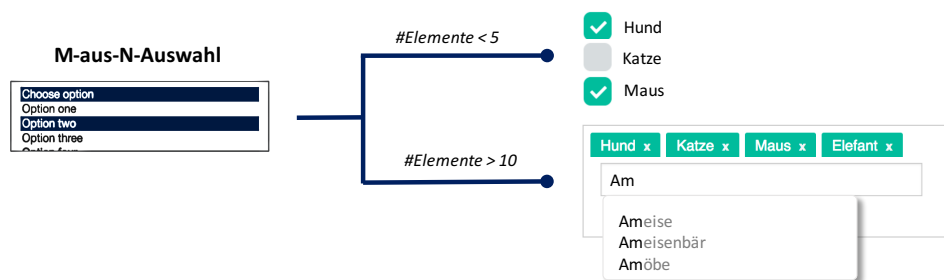 M-aus-N-Auswahl
Choose option
Option one
Option two
Option three
#Elemente < 5
#Elemente > 10
Hund
Katze
Maus
Hund x Katze x Maus x Elefant x
Am
Ameise
Ameisenbär
Amöbe